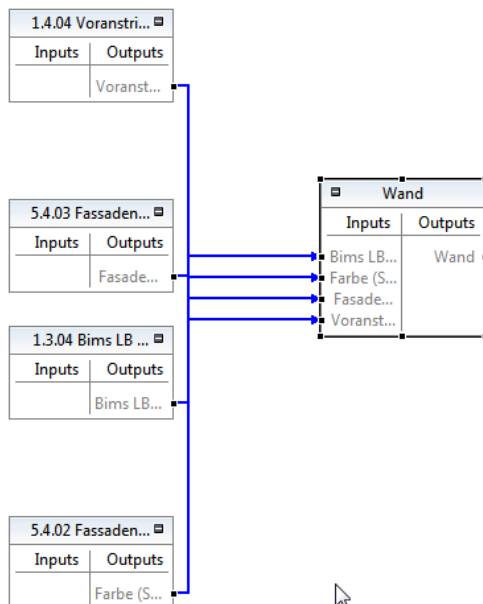 1.4.04 Voranstri...
Inputs Outputs
Voranst...
5.4.03 Fassaden...
Inputs Outputs
Fasade...
1.3.04 Bims LB ...
Inputs Outputs
Bims LB...
5.4.02 Fassaden...
Inputs Outputs
Farbe (S...
Wand
Inputs Outputs
Bims LB... Wand
Farbe (S...
Fasade...
Voranst...